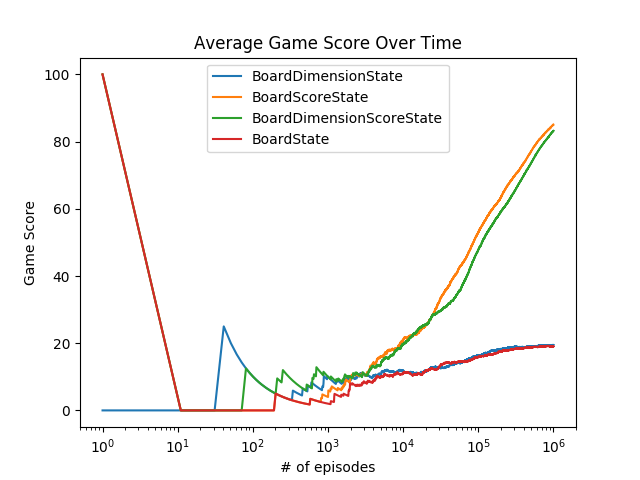 Average Game Score Over Time
BoardDimensionState
BoardScoreState
BoardDimensionScoreState
BoardState
Game Score
100
80
60
40
20
0
10^0 10^1 10^2 10^3 10^4 10^5 10^6
# of episodes